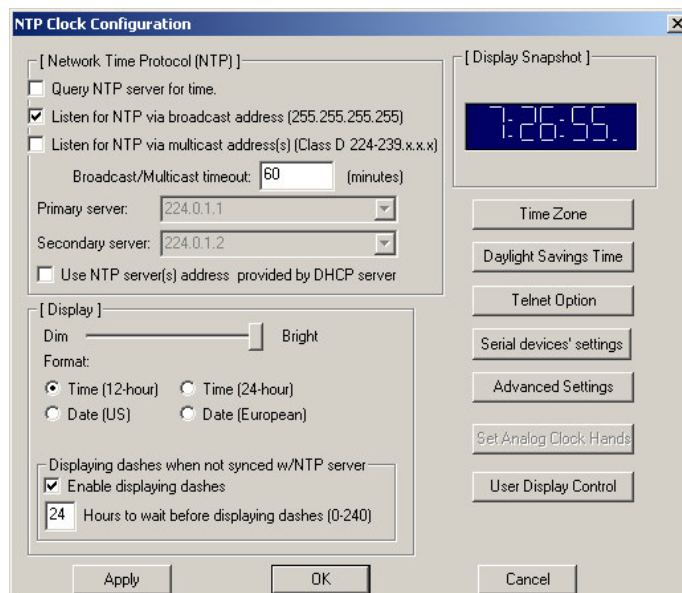 NTP Clock Configuration
[ Network Time Protocol (NTP) ]
Query NTP server for time.
Listen for NTP via broadcast address (255.255.255.255)
Listen for NTP via multicast address(s) (Class D 224-239.x.x.x)
Broadcast/Multicast timeout: 60 (minutes)
Primary server: 224.0.1.1
Secondary server: 224.0.1.2
Use NTP server(s) address provided by DHCP server
[ Display ]
Dim Bright
Format:
Time (12-hour) Time (24-hour)
Date (US) Date (European)
Displaying dashes when not synced w/NTP server
Enable displaying dashes
24 Hours to wait before displaying dashes (0-240)
[ Display Snapshot ]
7:26:55.
Time Zone
Daylight Savings Time
Telnet Option
Serial devices' settings
Advanced Settings
Set Analog Clock Hands
User Display Control
Apply OK Cancel